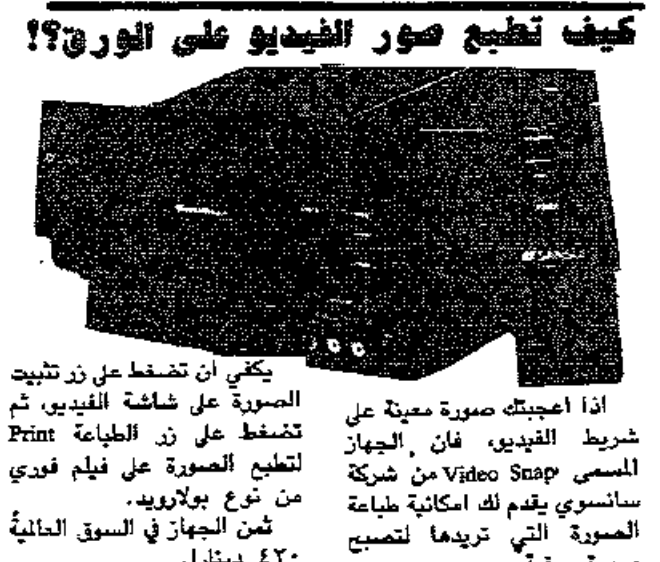 كيف تطبع صور الفيديو على الورق؟!
اذا اعجبتك صورة معينة على
شريط الفيديو، فان الجهاز
المسمى Video Snap من شركة
سانسوي يقدم لك امكانية طباعة
الصورة التي تريدها لتصبح
يكفي ان تضغط على زر تثبيت
الصورة على شاشة الفيديو، ثم
تضغط على زر الطباعة Print
لتطبع الصورة على فيلم فوري
من نوع بولارويد.
ثمن الجهاز في السوق العالمية
٤٢٠ دينارا.